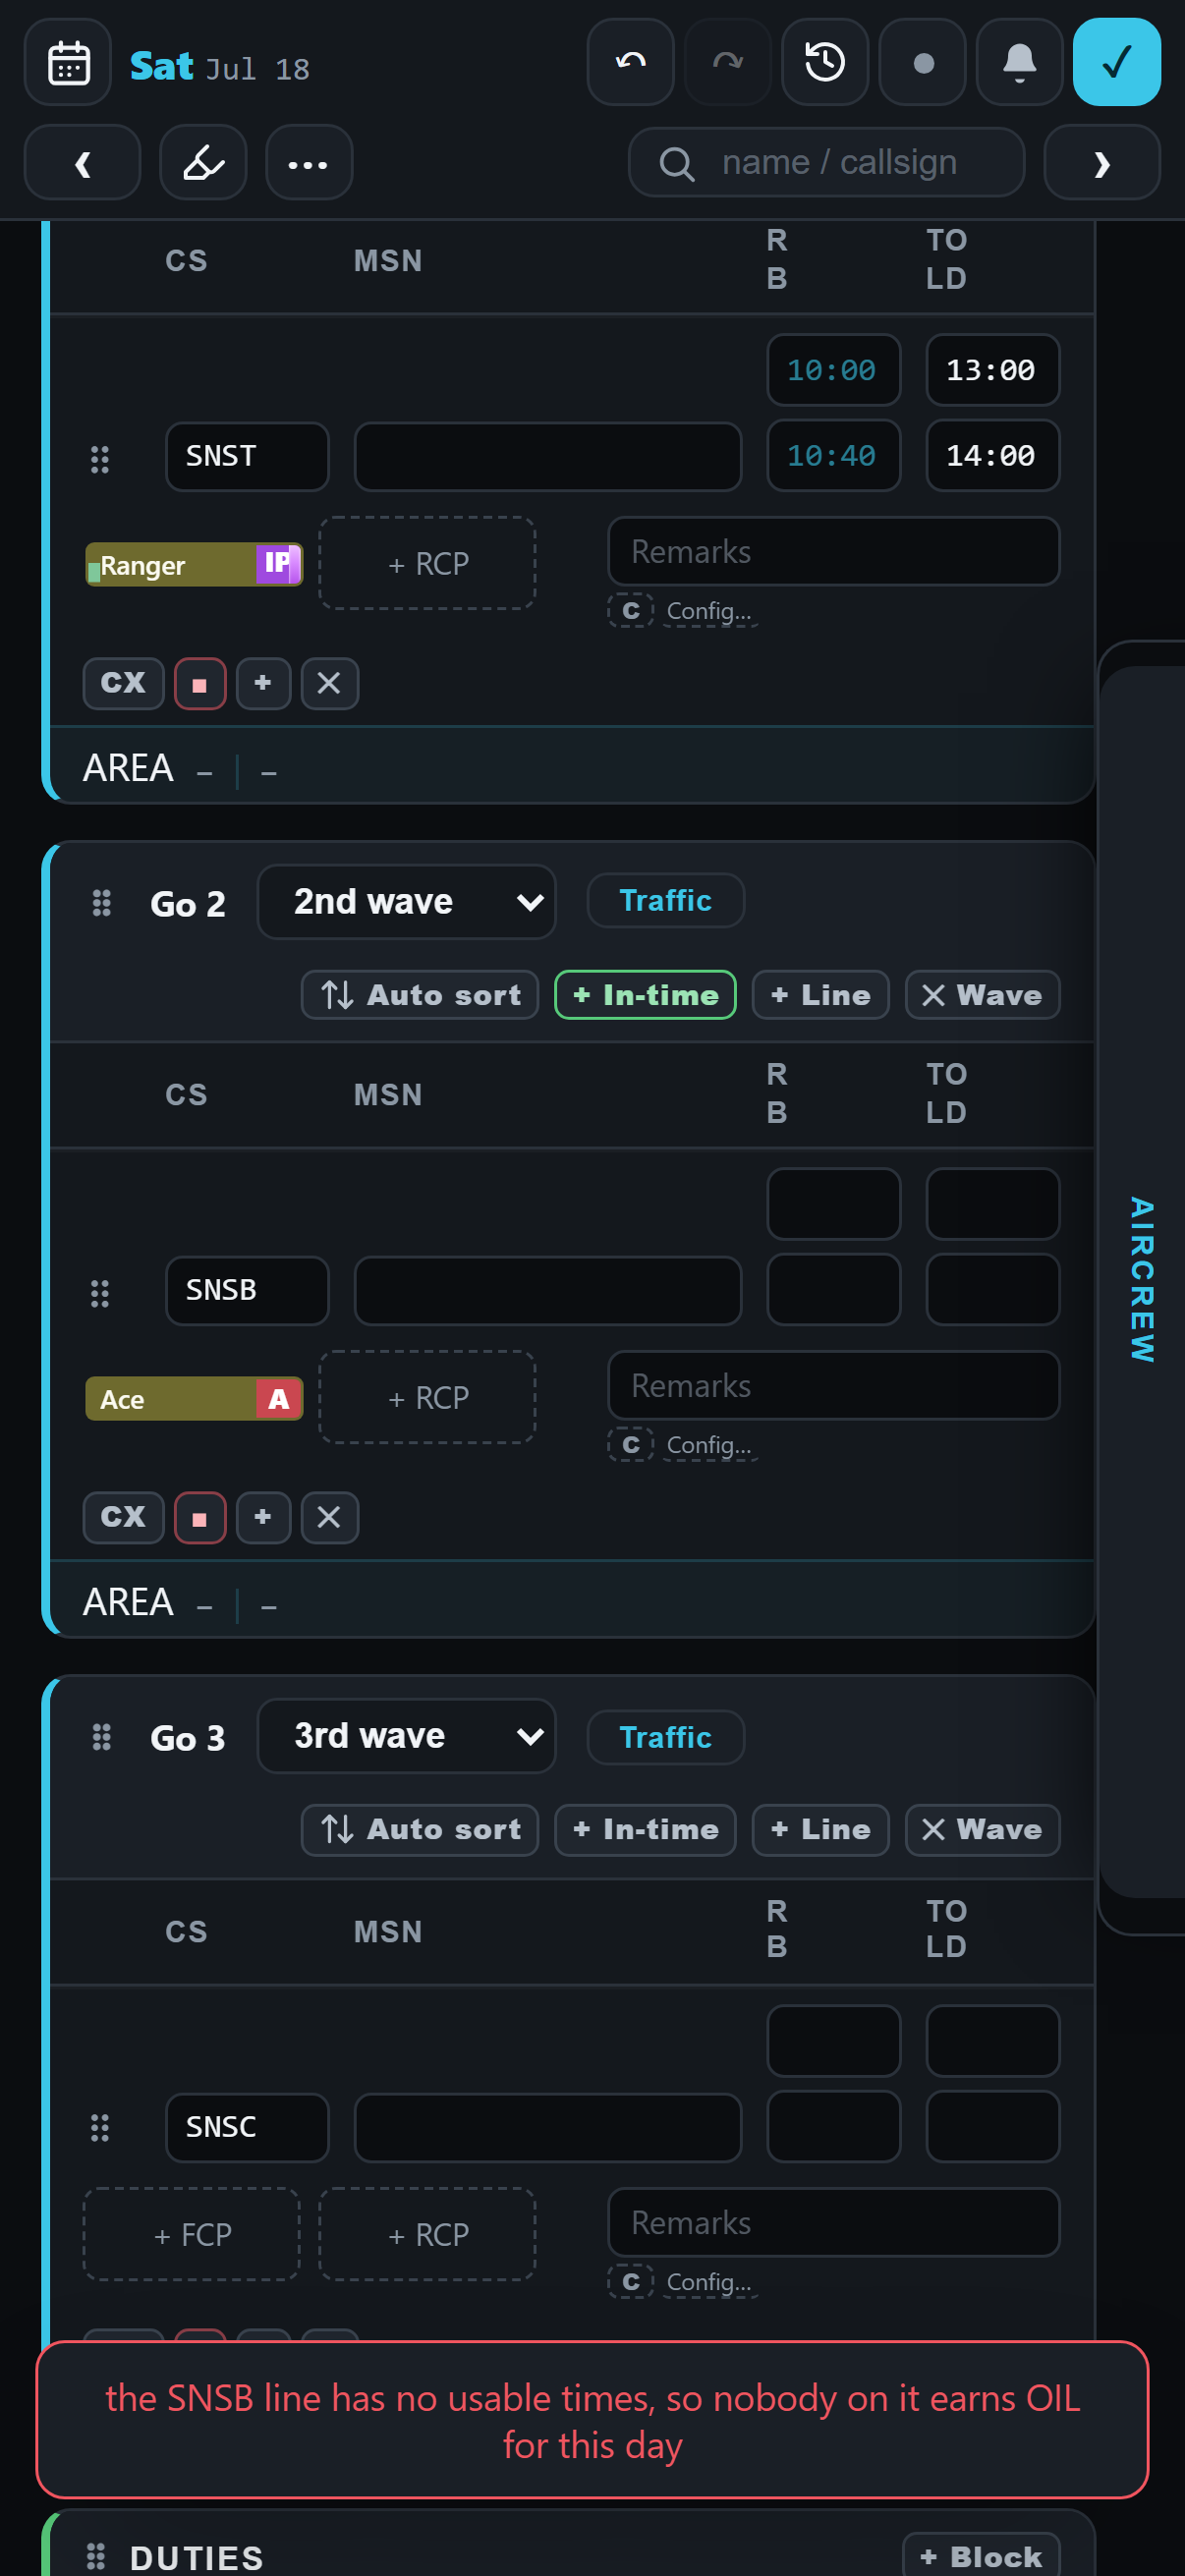 Sat Jul 18
name / callsign
CS MSN R TO
B LD
10:00 13:00
SNST 10:40 14:00
Ranger IP + RCP Remarks
C Config...
CX +
AREA – | –
Go 2 2nd wave Traffic
Auto sort + In-time + Line × Wave
CS MSN R TO
B LD
SNSB
Ace A + RCP Remarks
C Config...
CX +
AREA – | –
AIRCREW
Go 3 3rd wave Traffic
Auto sort + In-time + Line × Wave
CS MSN R TO
B LD
SNSC
+ FCP + RCP Remarks
C Config...
the SNSB line has no usable times, so nobody on it earns OIL
for this day
DUTIES + Block